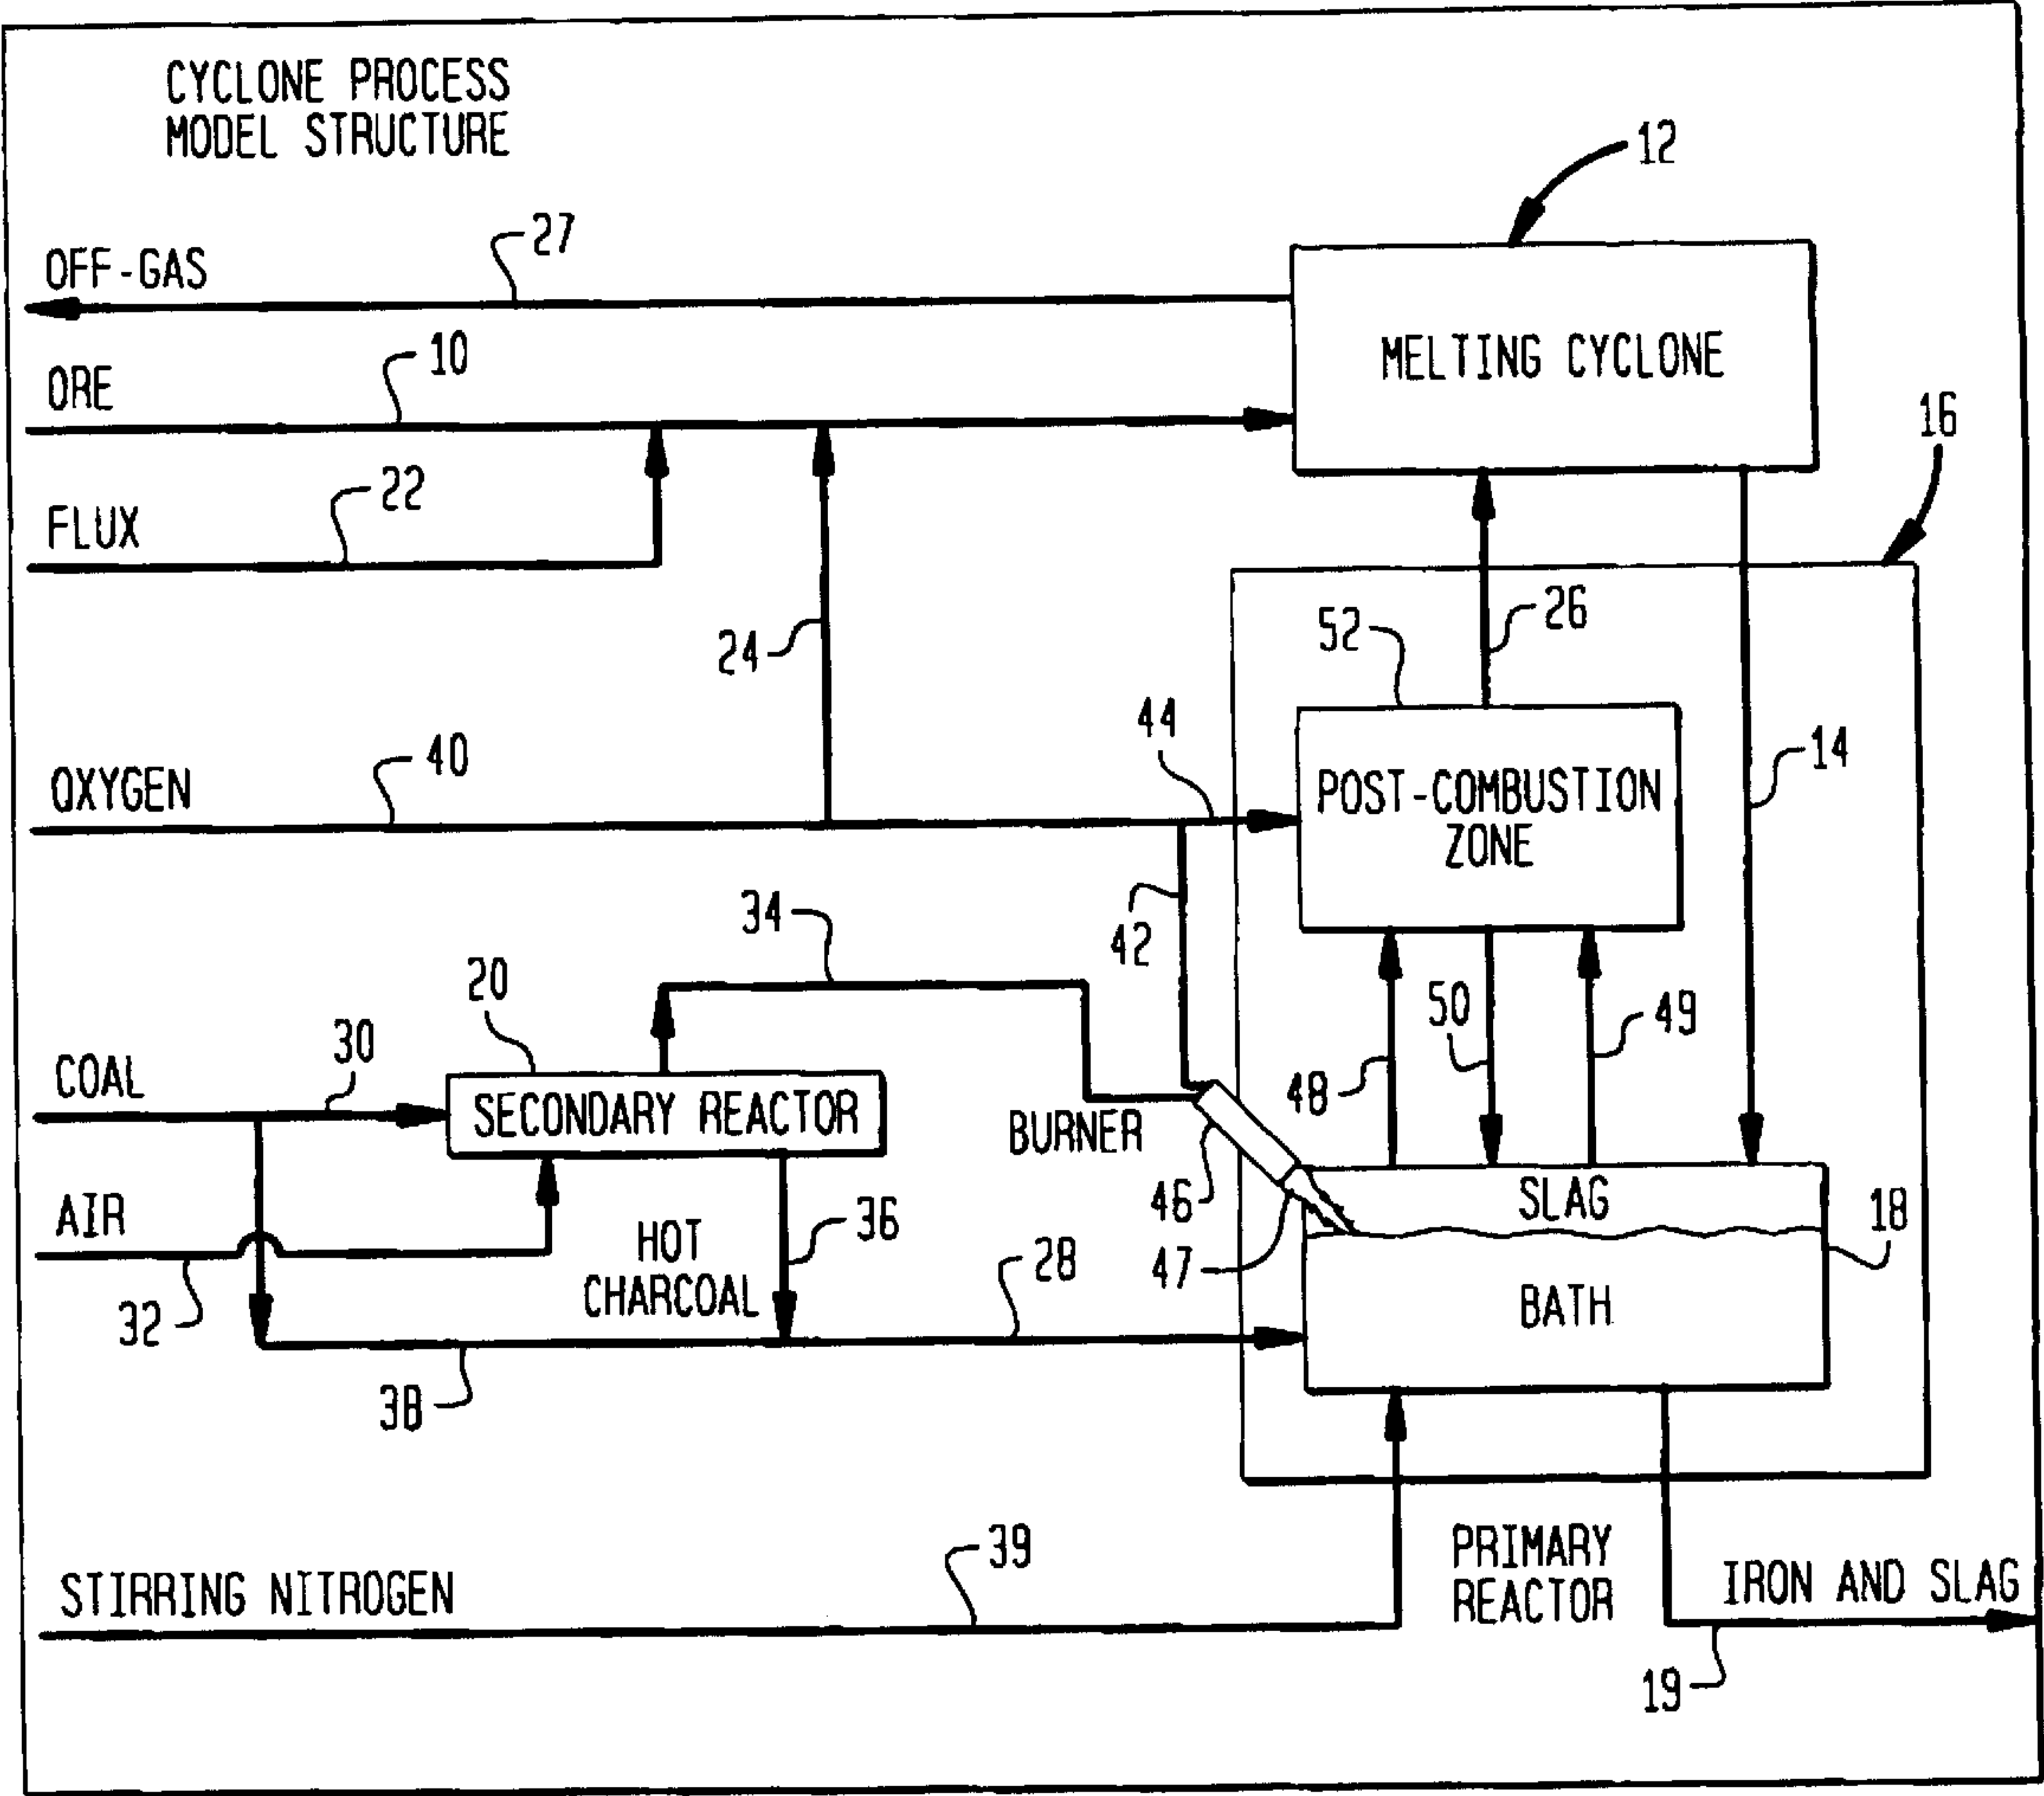 CYCLONE PROCESS
MODEL STRUCTURE
12
27
OFF-GAS
10
ORE
MELTING CYCLONE
16
22
FLUX
24
52
26
44
14
40
OXYGEN
POST-COMBUSTION
ZONE
34
42
20
50
49
30
COAL
48
SECONDARY REACTOR
BURNER
46
SLAG
18
AIR
36
HOT
CHARCOAL
28
47
32
BATH
38
39
PRIMARY
REACTOR
STIRRING NITROGEN
IRON AND SLAG
19